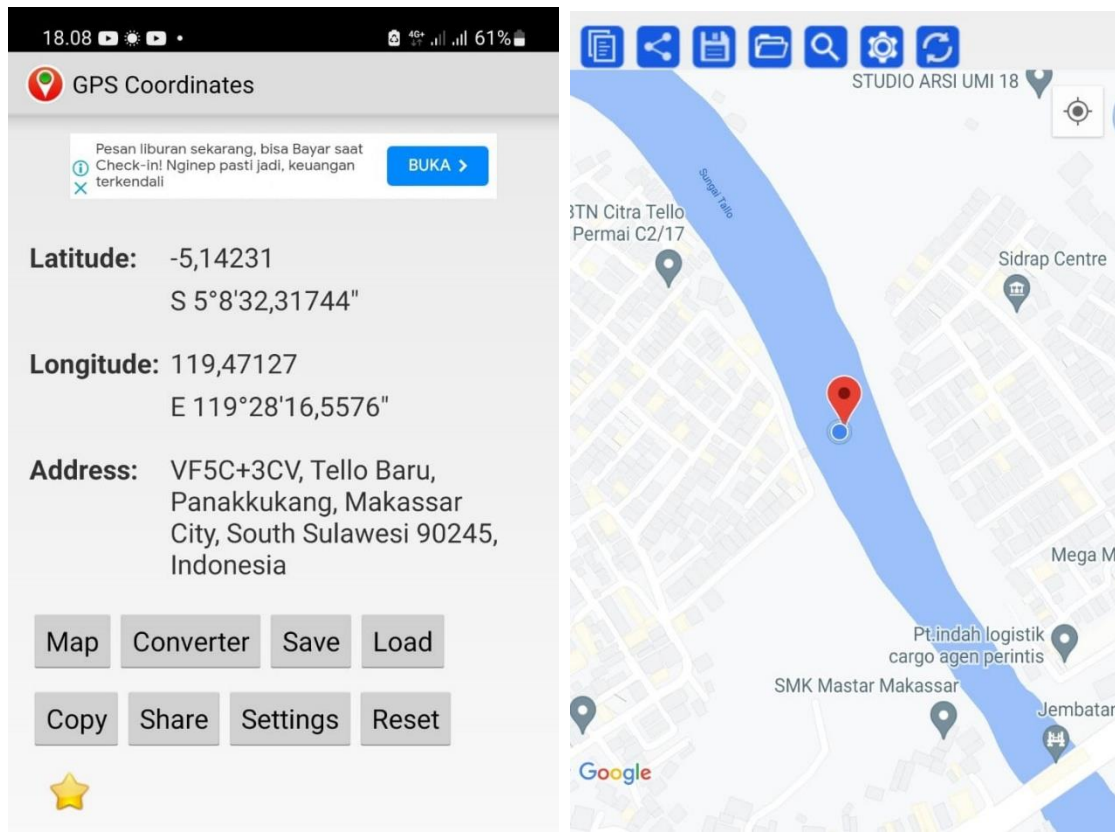 18.08
4G+
61%
GPS Coordinates
Pesan liburan sekarang, bisa Bayar saat
Check-in! Nginep pasti jadi, keuangan
terkendali
BUKA >
Latitude: -5,14231
S 5°8'32,31744"
Longitude: 119,47127
E 119°28'16,5576"
Address: VF5C+3CV, Tello Baru,
Panakkukang, Makassar
City, South Sulawesi 90245,
Indonesia
Map Converter Save Load
Copy Share Settings Reset
STUDIO ARSI UMI 18
Sungai Tallo
BTN Citra Tello
Permai C2/17
Sidrap Centre
Mega M
Pt.indah logistik
cargo agen perintis
SMK Mastar Makassar
Jembatan
Google